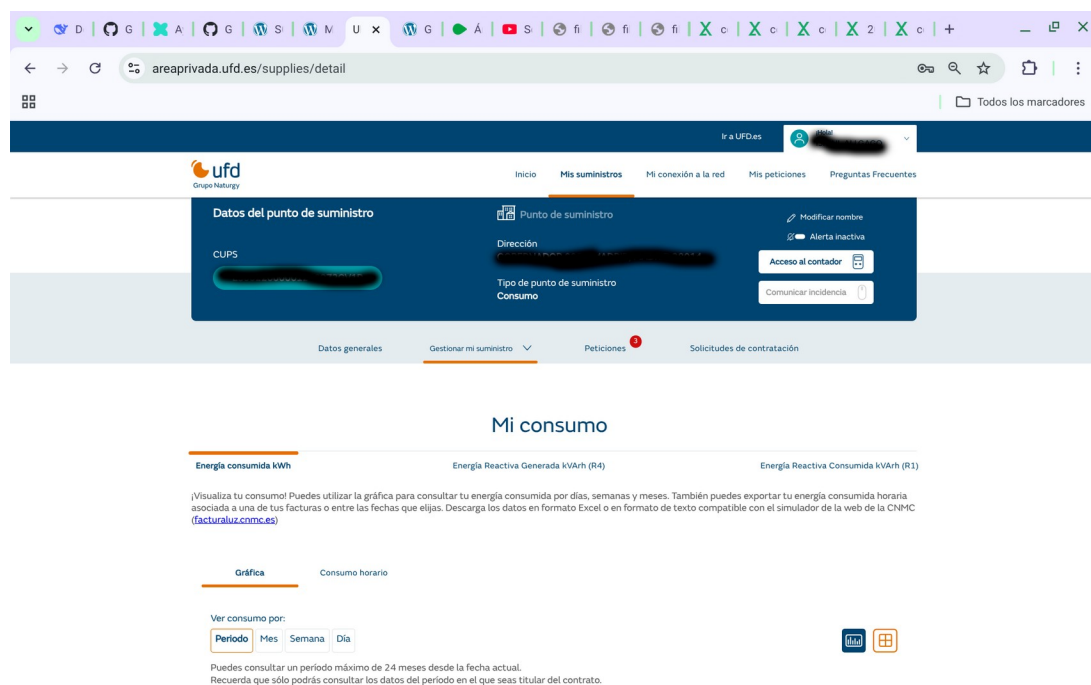 D G A G S M U G Á S fi fi fi c c 2 c
areaprivada.ufd.es/supplies/detail
Todos los marcadores
Ir a UFD.es
¡Hola!
ufd
Grupo Naturgy
Inicio Mis suministros Mi conexión a la red Mis peticiones Preguntas Frecuentes
Datos del punto de suministro
Punto de suministro
Modificar nombre
Alerta inactiva
CUPS
Dirección
Acceso al contador
Tipo de punto de suministro
Consumo
Comunicar incidencia
Datos generales Gestionar mi suministro Peticiones 3 Solicitudes de contratación
Mi consumo
Energía consumida kWh Energía Reactiva Generada kVArh (R4) Energía Reactiva Consumida kVArh (R1)
¡Visualiza tu consumo! Puedes utilizar la gráfica para consultar tu energía consumida por días, semanas y meses. También puedes exportar tu energía consumida horaria
asociada a una de tus facturas o entre las fechas que elijas. Descarga los datos en formato Excel o en formato de texto compatible con el simulador de la web de la CNMC
(facturaluz.cnmc.es)
Gráfica Consumo horario
Ver consumo por:
Periodo Mes Semana Día
Puedes consultar un período máximo de 24 meses desde la fecha actual.
Recuerda que sólo podrás consultar los datos del período en el que seas titular del contrato.